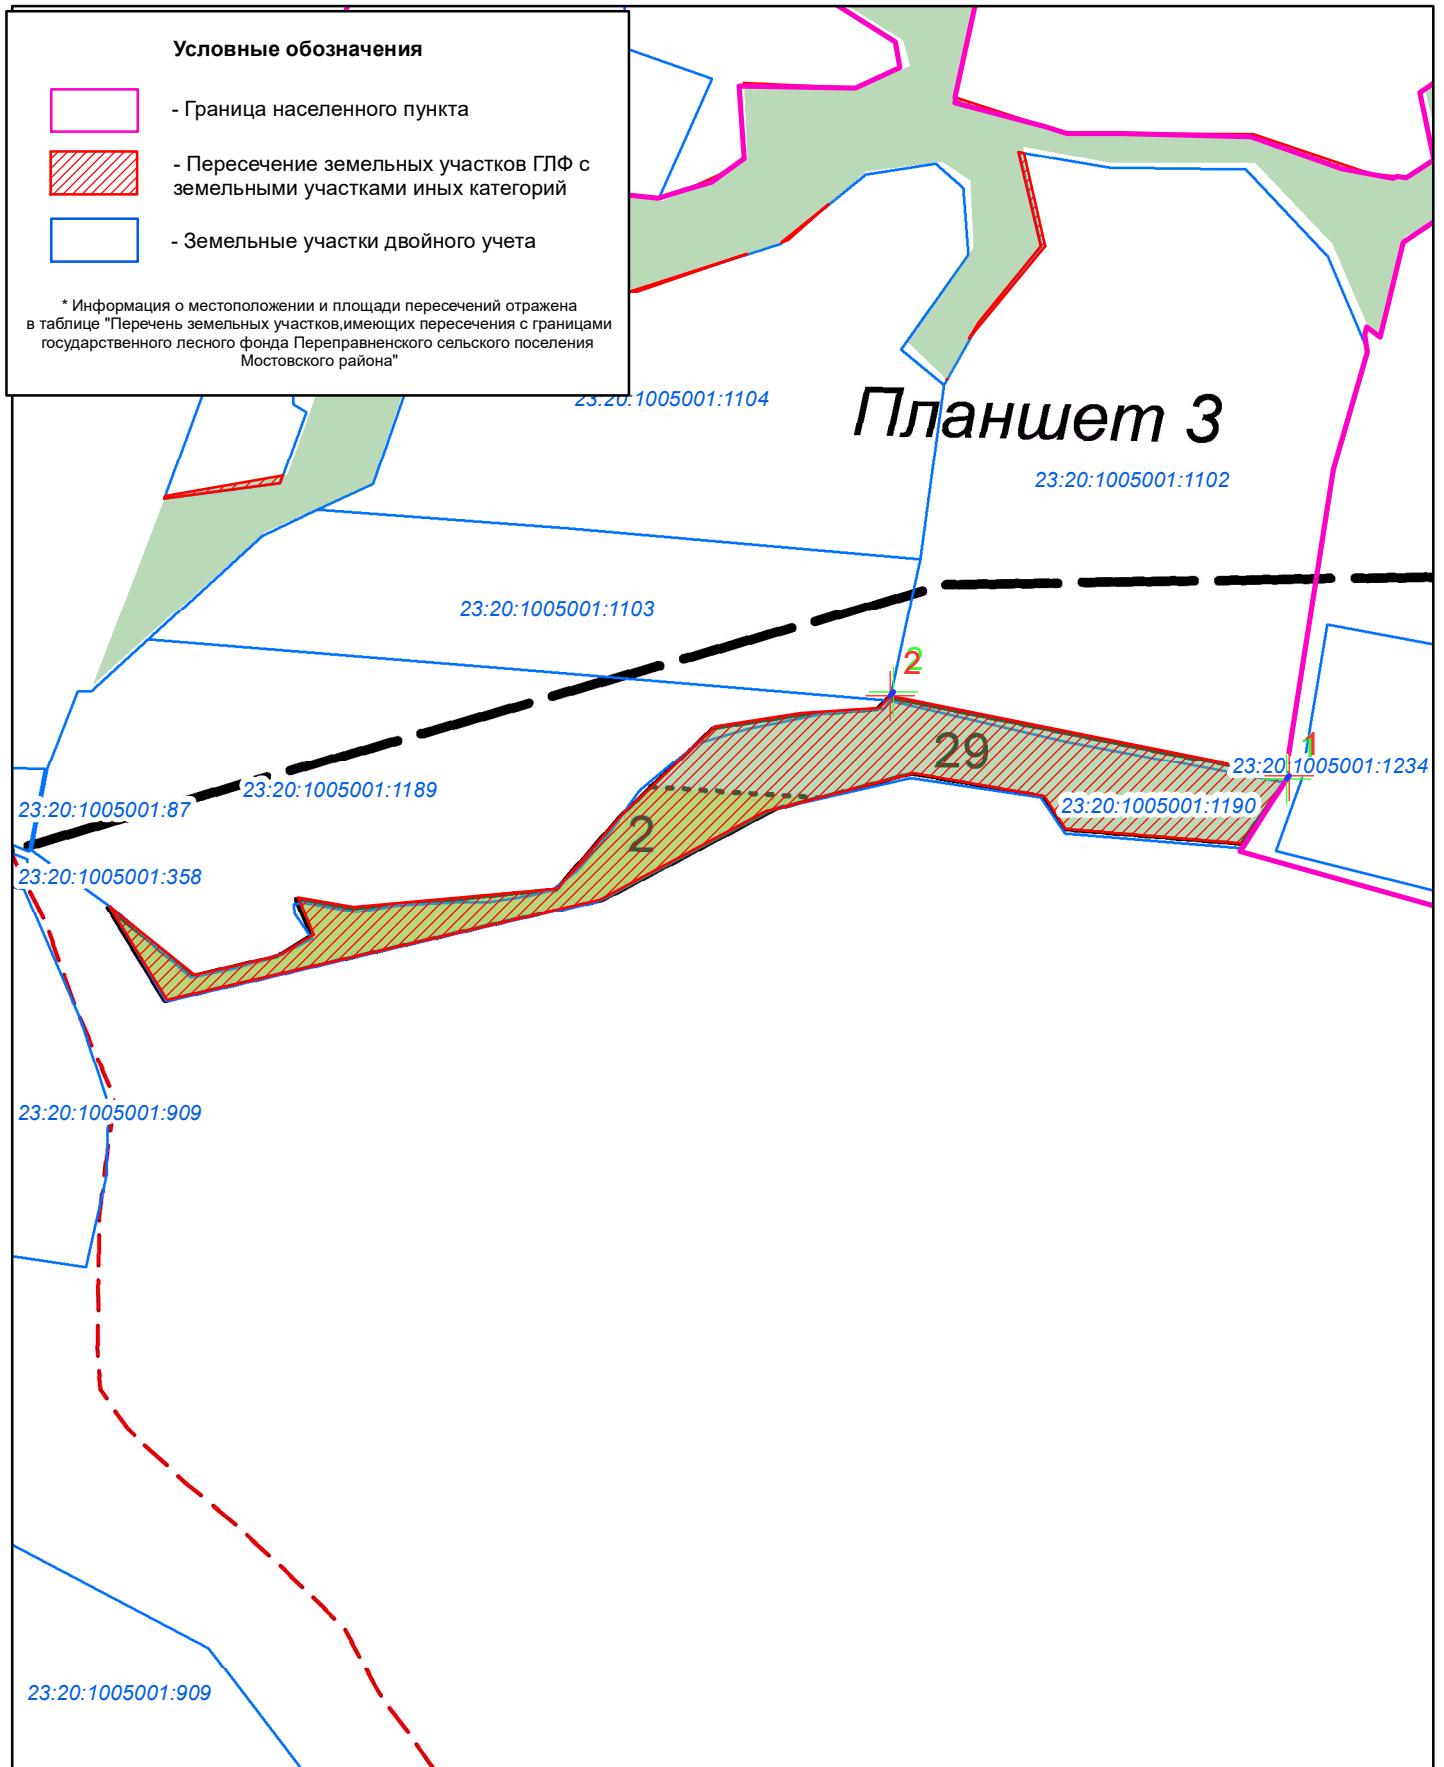 Условные обозначения
- Граница населенного пункта
- Пересечение земельных участков ГЛФ с
земельными участками иных категорий
- Земельные участки двойного учета
* Информация о местоположении и площади пересечений отражена
в таблице "Перечень земельных участков,имеющих пересечения с границами
государственного лесного фонда Переправненского сельского поселения
Мостовского района"
23:20:1005001:1104
Планшет 3
23:20:1005001:1102
23:20:1005001:1103
2
2
29
1
1
23:20:1005001:1234
23:20:1005001:1189
23:20:1005001:87
23:20:1005001:1190
2
23:20:1005001:358
23:20:1005001:909
23:20:1005001:909